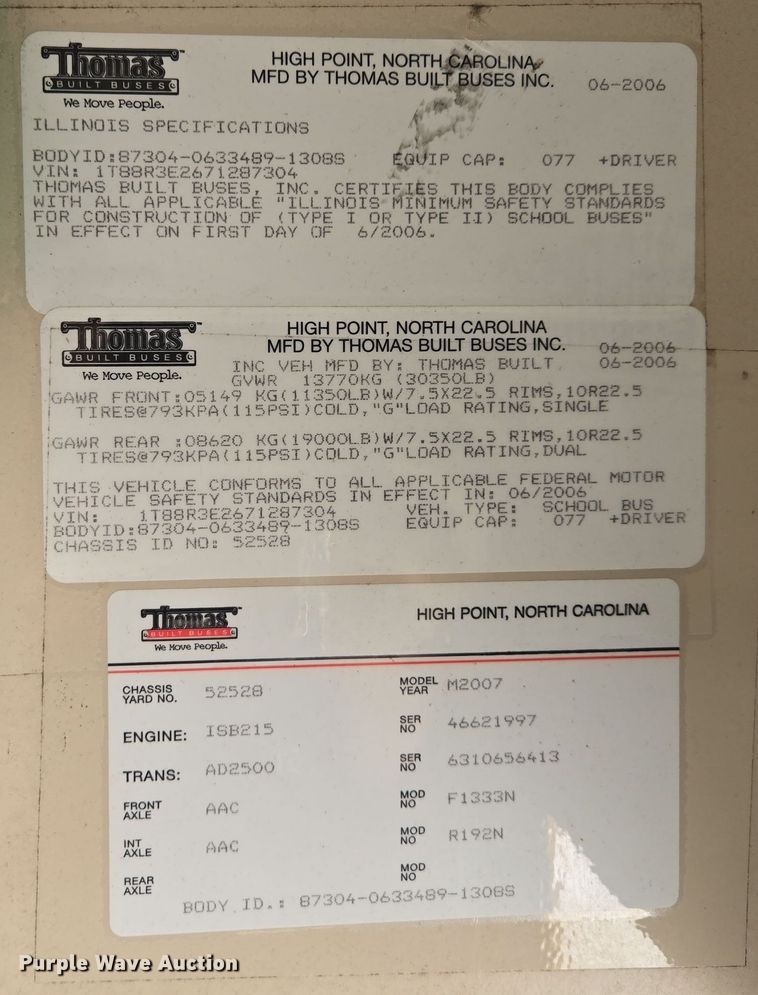 Thomas™
BUILT BUSES
We Move People.
HIGH POINT, NORTH CAROLINA
MFD BY THOMAS BUILT BUSES INC. 06-2006
ILLINOIS SPECIFICATIONS
BODYID:87304-0633489-1308S EQUIP CAP: 077 +DRIVER
VIN: 1T88R3E2671287304
THOMAS BUILT BUSES, INC. CERTIFIES THIS BODY COMPLIES
WITH ALL APPLICABLE "ILLINOIS MINIMUM SAFETY STANDARDS
FOR CONSTRUCTION OF (TYPE I OR TYPE II) SCHOOL BUSES"
IN EFFECT ON FIRST DAY OF 6/2006.
Thomas™
BUILT BUSES
We Move People.
HIGH POINT, NORTH CAROLINA
MFD BY THOMAS BUILT BUSES INC. 06-2006
INC VEH MFD BY: THOMAS BUILT 06-2006
GVWR 13770KG (30350LB)
GAWR FRONT:05149 KG(11350LB)W/7.5X22.5 RIMS,10R22.5
TIRES@793KPA(115PSI)COLD,"G"LOAD RATING,SINGLE
GAWR REAR :08620 KG(19000LB)W/7.5X22.5 RIMS,10R22.5
TIRES@793KPA(115PSI)COLD,"G"LOAD RATING,DUAL
THIS VEHICLE CONFORMS TO ALL APPLICABLE FEDERAL MOTOR
VEHICLE SAFETY STANDARDS IN EFFECT IN: 06/2006
VIN: 1T88R3E2671287304 VEH. TYPE: SCHOOL BUS
BODYID:87304-0633489-1308S EQUIP CAP: 077 +DRIVER
CHASSIS ID NO: 52528
Thomas™
BUILT BUSES
We Move People.
HIGH POINT, NORTH CAROLINA
CHASSIS YARD NO. 52528 MODEL YEAR M2007
ENGINE: ISB215 SER NO 46621997
TRANS: AD2500 SER NO 6310656413
FRONT AXLE AAC MOD NO F1333N
INT AXLE AAC MOD NO R192N
REAR AXLE MOD NO
BODY ID.: 87304-0633489-1308S
Purple Wave Auction